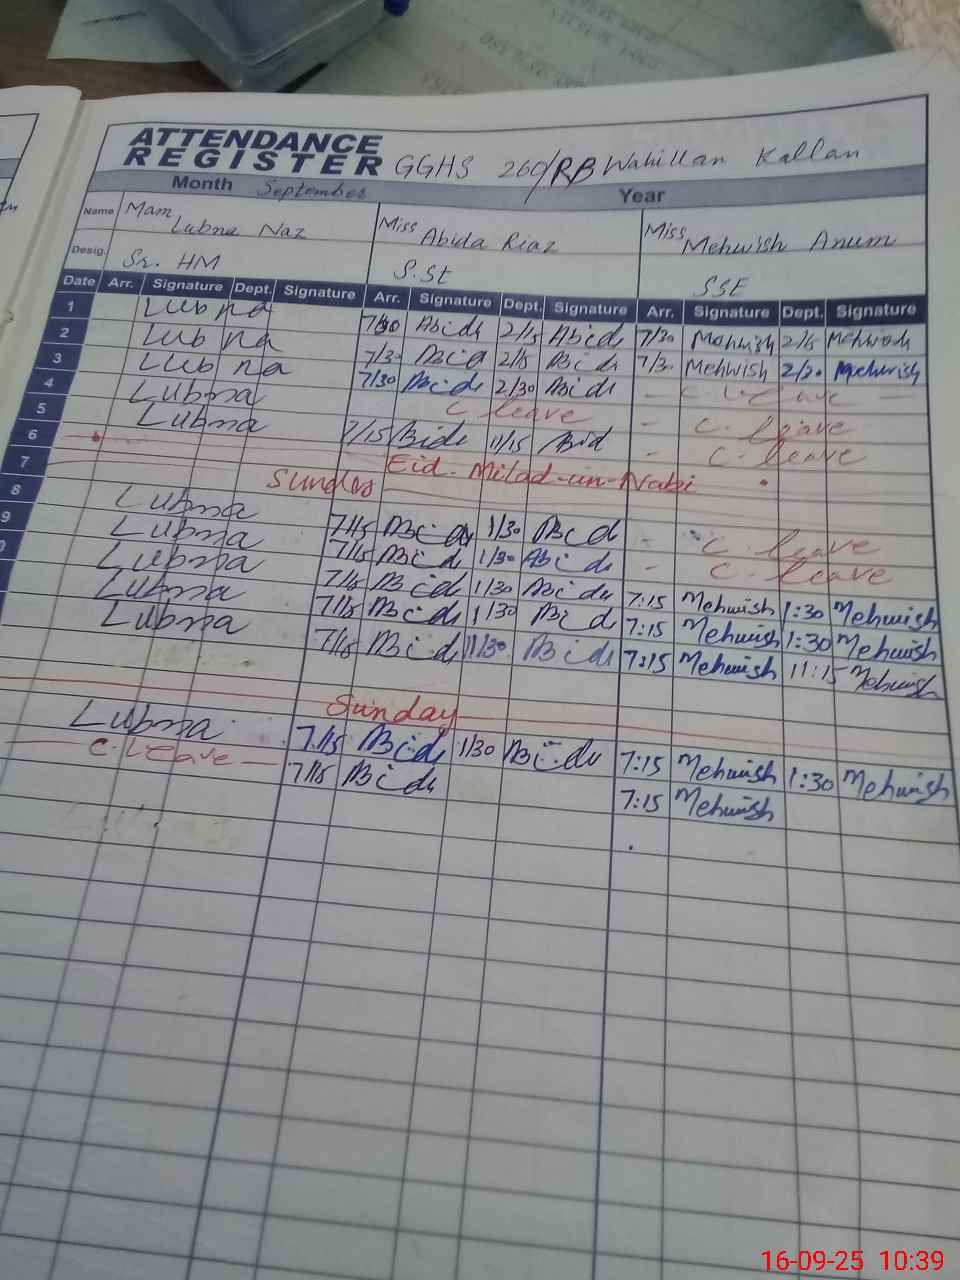 ATTENDANCE
REGISTER GGHS 260/RB Wahillan Kallan
Month September Year
Name Mam Lubna Naz Miss Abida Riaz Miss Mehwish Anum
Desig. Sr. HM S.St SSE
Date Arr. Signature Dept. Signature Arr. Signature Dept. Signature Arr. Signature Dept. Signature
1 Lubna 7/30 Abida 2/15 Abida 7/30 Mehwish 2/15 Mehwish
2 Lubna 7/30 Abida 2/15 Abida 7/30 Mehwish 2/30 Mehwish
3 Lubna 7/30 Abida 2/30 Abida - C. leave
4 Lubna C. leave - C. leave
5 Lubna 7/15 Abida 11/15 Abid - C. leave
6 Eid-Milad-un-Nabi
7 Sunday
8 Lubna 7/15 Abida 1/30 Abid - C. leave
9 Lubna 7/15 Abida 1/30 Abida - C. leave
Lubna 7/15 Abida 1/30 Abida 7:15 Mehwish 1:30 Mehwish
Lubna 7/15 Abida 1/30 Abida 7:15 Mehwish 1:30 Mehwish
Lubna 7/15 Abida 11/30 Abida 7:15 Mehwish 11:15 Mehwish
Sunday
Lubna 7/15 Abida 1/30 Abida 7:15 Mehwish 1:30 Mehwish
C. Leave 7/15 Abida 7:15 Mehwish
16-09-25 10:39